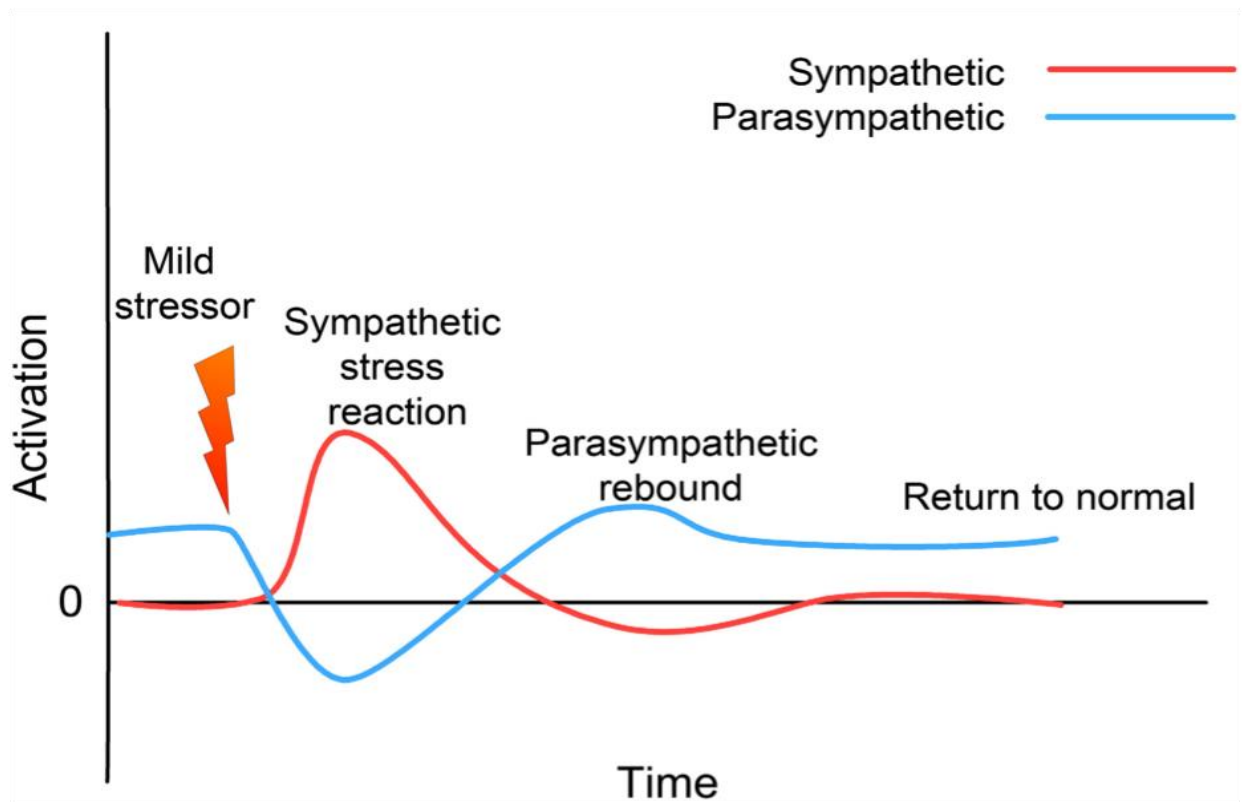 Sympathetic
Parasympathetic
Mild
stressor
Sympathetic
stress
reaction
Parasympathetic
rebound
Return to normal
Activation
0
Time